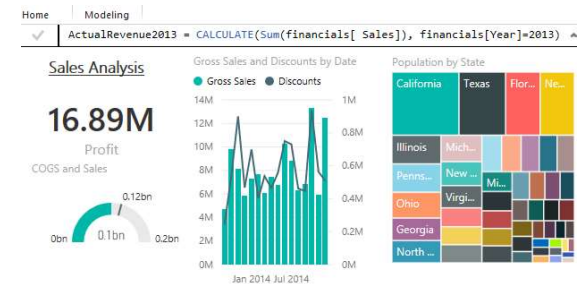 Home Modeling
ActualRevenue2013 = CALCULATE(Sum(financials[ Sales]), financials[Year]=2013)
Sales Analysis
16.89M
Profit
COGS and Sales
0.12bn
0bn 0.1bn 0.2bn
Gross Sales and Discounts by Date
Gross Sales Discounts
14M 1M
12M
0.8M
10M
8M 0.6M
6M
0.4M
4M
0.2M
2M
0M 0M
Jan 2014 Jul 2014
Population by State
California Texas Flor... Ne...
Illinois Mich...
Penns... New ... Mi...
Ohio Virgi...
Georgia
North ...